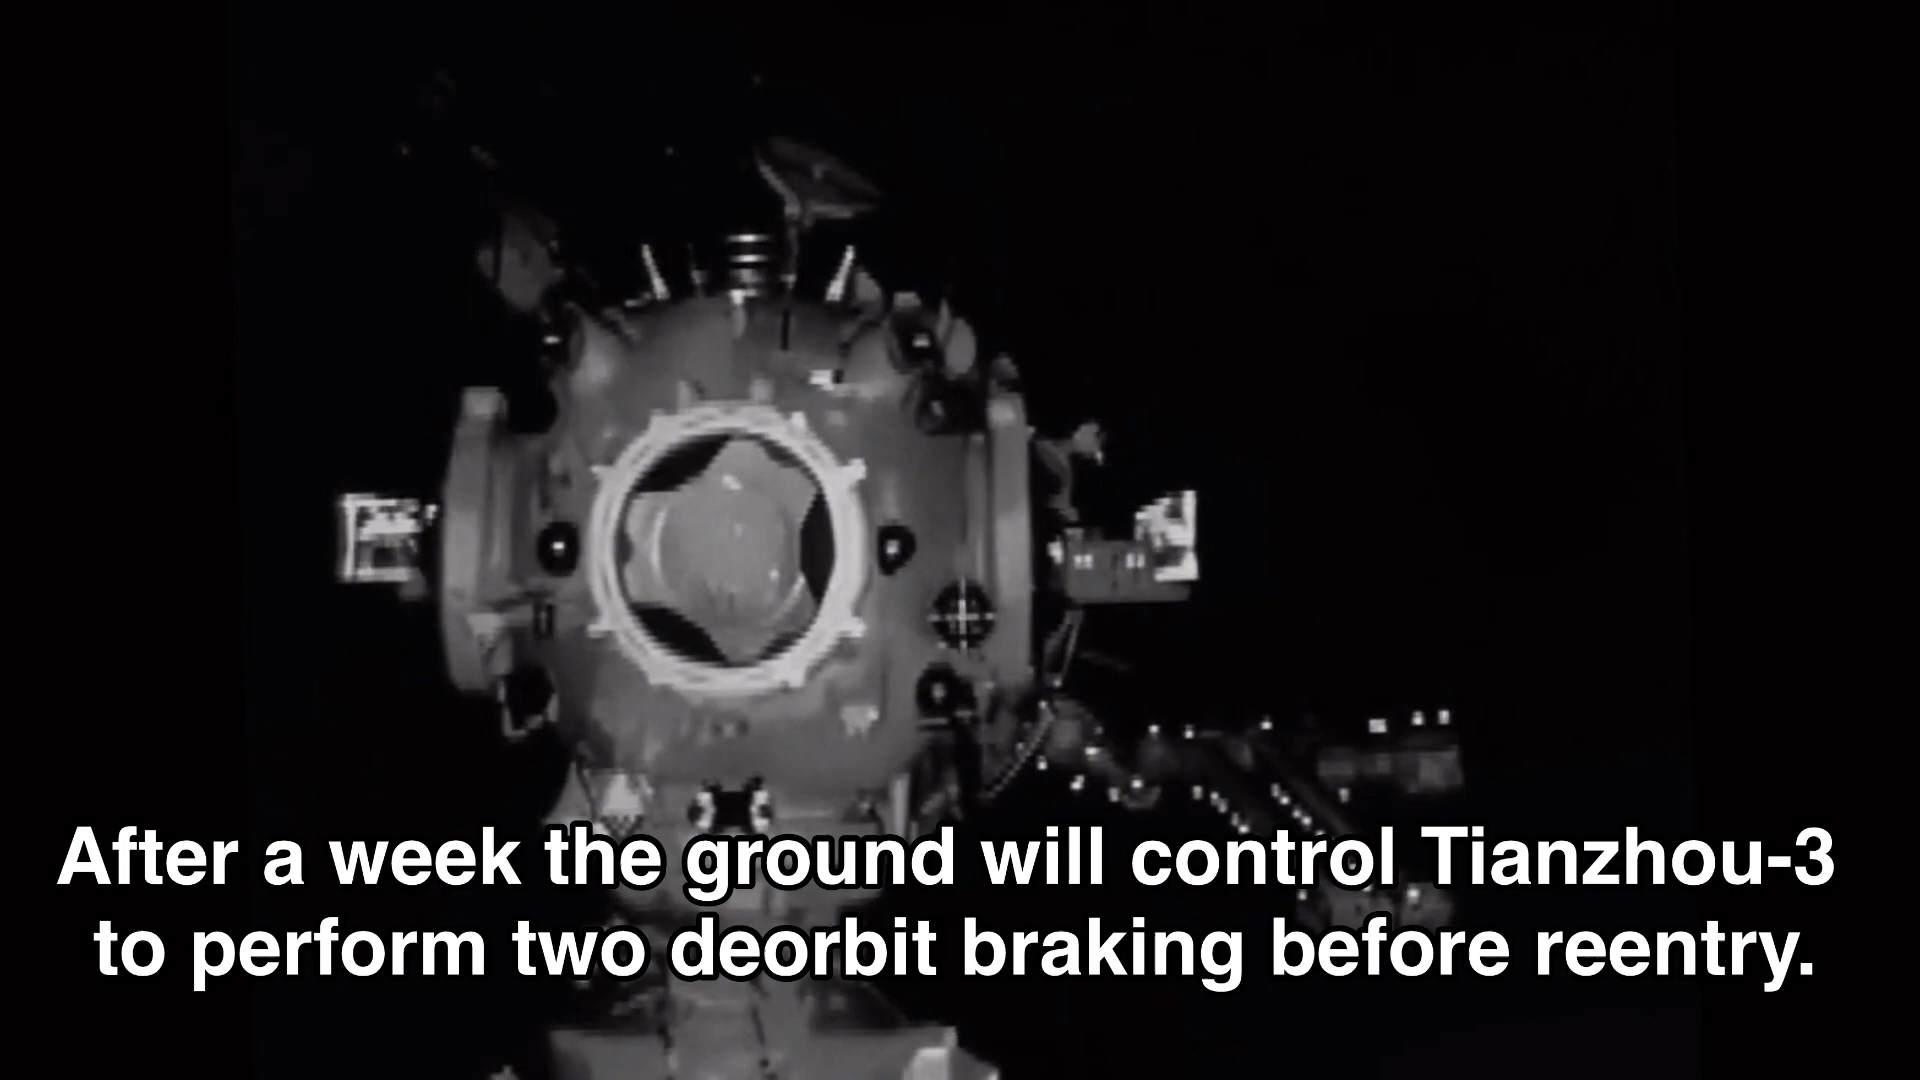 After a week the ground will control Tianzhou-3
to perform two deorbit braking before reentry.